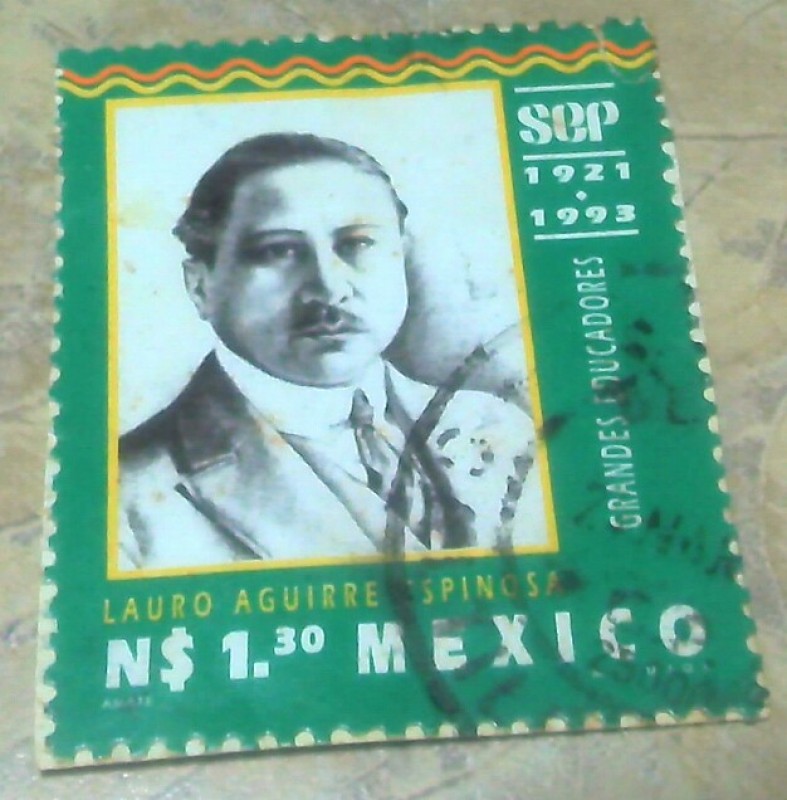 sep
1921
1993
GRANDES EDUCADORES
LAURO AGUIRRE ESPINOSA
N$ 1.30 MEXICO